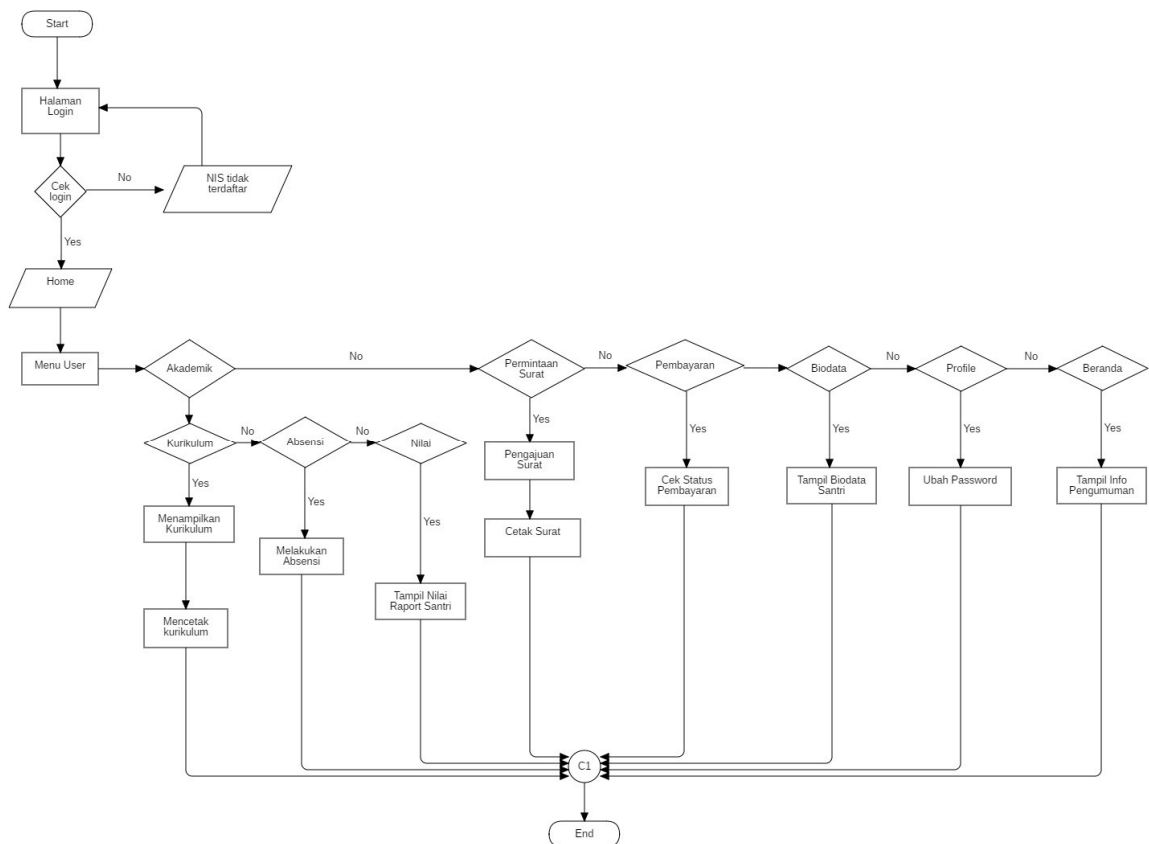 Start
Halaman
Login
Cek
login
No
NIS tidak
terdaftar
Yes
Home
Menu User
Akademik
No
Permintaan
Surat
No
Pembayaran
Biodata
No
Profile
No
Beranda
Kurikulum
No
Absensi
No
Nilai
Yes
Yes
Yes
Yes
Yes
Pengajuan
Surat
Cek Status
Pembayaran
Tampil Biodata
Santri
Ubah Password
Tampil Info
Pengumuman
Yes
Yes
Yes
Menampilkan
Kurikulum
Cetak Surat
Melakukan
Absensi
Tampil Nilai
Raport Santri
Mencetak
kurikulum
C1
End